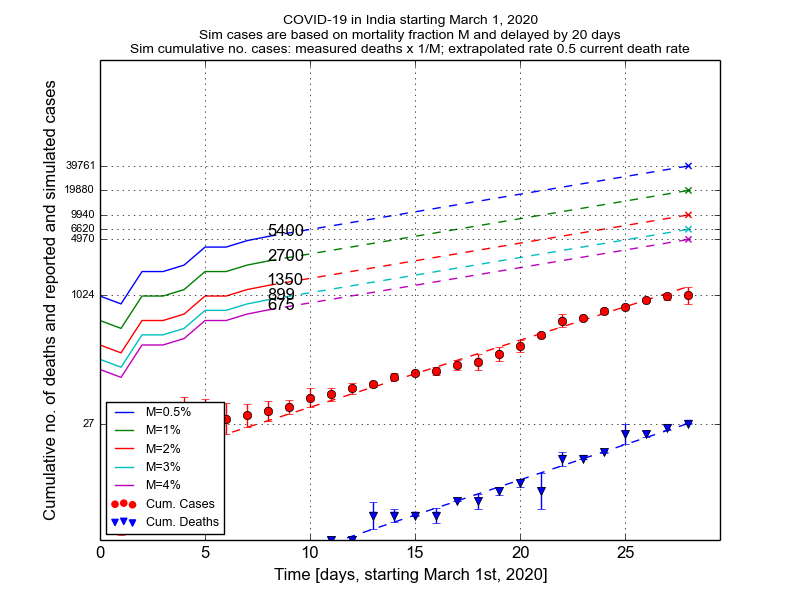 COVID-19 in India starting March 1, 2020
Sim cases are based on mortality fraction M and delayed by 20 days
Sim cumulative no. cases: measured deaths x 1/M; extrapolated rate 0.5 current death rate
Cumulative no. of deaths and reported and simulated cases
39761
19880
9940
6620
4970
1024
27
5400
2700
1350
899
675
M=0.5%
M=1%
M=2%
M=3%
M=4%
Cum. Cases
Cum. Deaths
0 5 10 15 20 25
Time [days, starting March 1st, 2020]